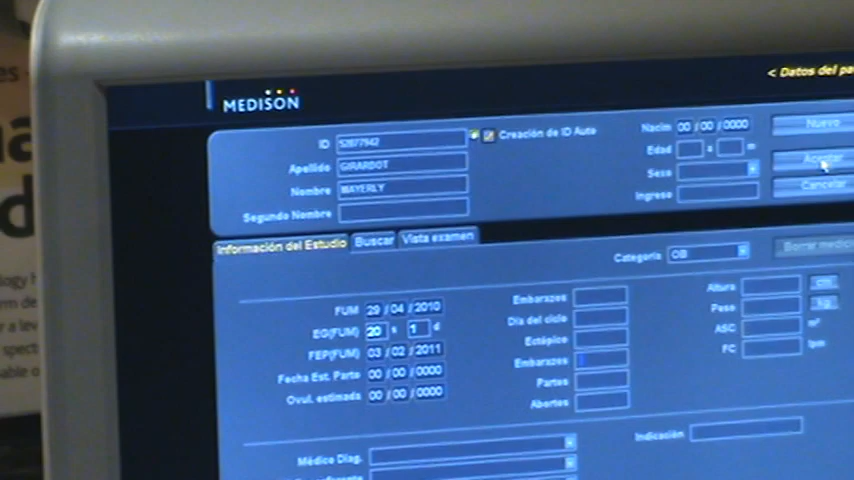 < Datos del pa
MEDISON
ID 52877942
Creación de ID Auto
Apellido GIRARDOT
Nombre MAYERLY
Segundo Nombre
Nacim 00/00/0000
Edad a m
Sexo
Ingreso
Nuevo
Aceptar
Cancelar
Información del Estudio
Buscar
Vista examen
Categoría OB
Borrar medici
FUM 29/04/2010
EG(FUM) 20 s 1 d
FEP(FUM) 03/02/2011
Fecha Est. Parto 00/00/0000
Ovul. estimada 00/00/0000
Embarazos
Día del ciclo
Ectópico
Embarazos
Partos
Abortos
Altura cm
Peso kg
ASC m²
FC lpm
Indicación
Médico Diag.